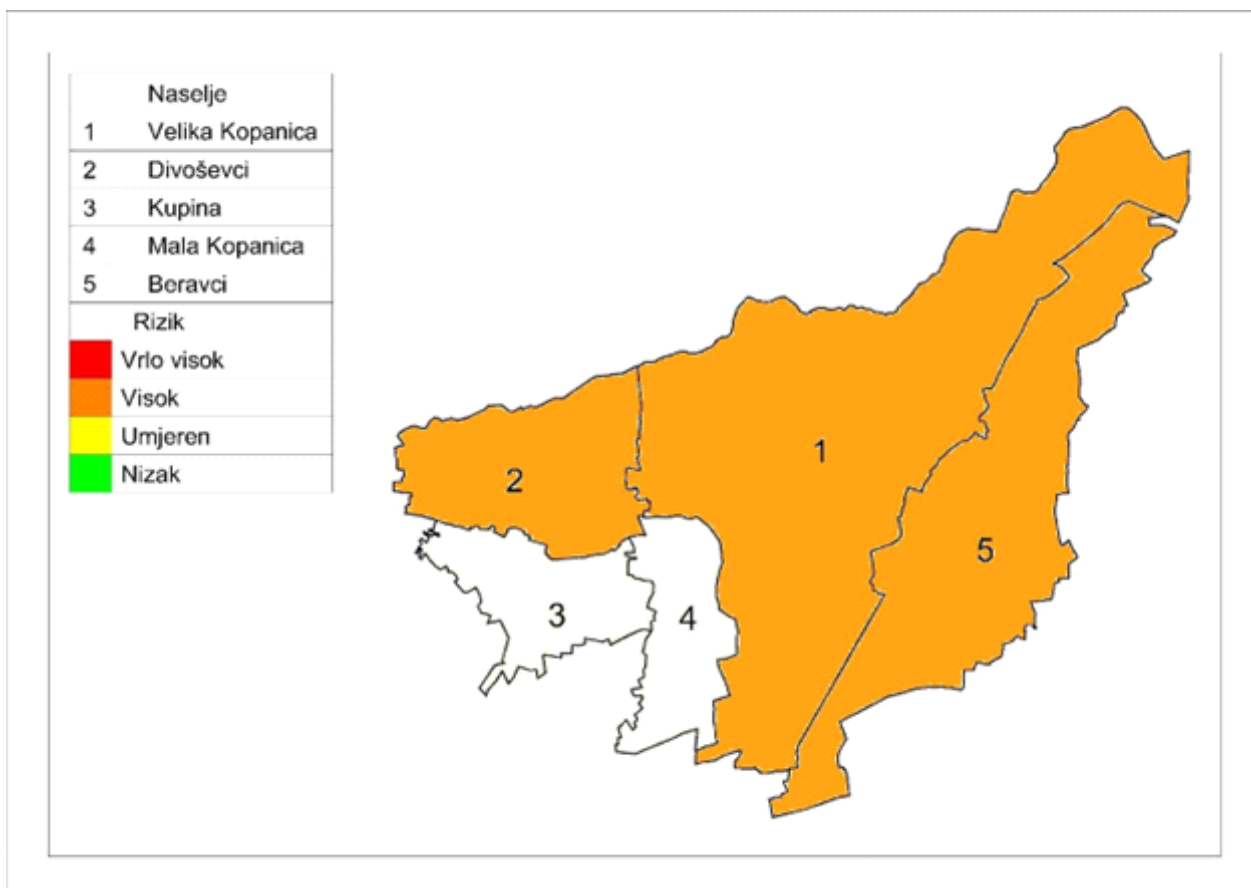 Naselje
1 Velika Kopanica
2 Divoševci
3 Kupina
4 Mala Kopanica
5 Beravci
Rizik
Vrlo visok
Visok
Umjeren
Nizak
1
2
5
3
4